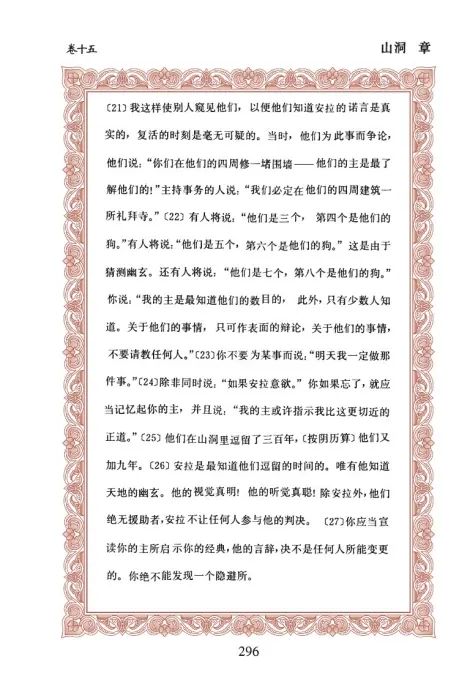 卷十五
山洞 章
〔21〕我这样使别人窥见他们，以便他们知道安拉的诺言是真
实的，复活的时刻是毫无可疑的。当时，他们为此事而争论，
他们说：“你们在他们的四周修一堵围墙——他们的主是最了
解他们的！”主持事务的人说：“我们必定在他们的四周建筑一
所礼拜寺。”〔22〕有人将说：“他们是三个，第四个是他们的
狗。”有人将说：“他们是五个，第六个是他们的狗。”这是由于
猜测幽玄。还有人将说：“他们是七个，第八个是他们的狗。”
你说：“我的主是最知道他们的数目的，此外，只有少数人知
道。关于他们的事情，只可作表面的辩论，关于他们的事情，
不要请教任何人。”〔23〕你不要为某事而说：“明天我一定做那
件事。”〔24〕除非同时说：“如果安拉意欲。”你如果忘了，就应
当记忆起你的主，并且说：“我的主或许指示我比这更切近的
正道。”〔25〕他们在山洞里逗留了三百年，〔按阴历算〕他们又
加九年。〔26〕安拉是最知道他们逗留的时间的。唯有他知道
天地的幽玄。他的视觉真明！他的听觉真聪！除安拉外，他们
绝无援助者，安拉不让任何人参与他的判决。〔27〕你应当宣
读你的主所启示你的经典，他的言辞，决不是任何人所能变更
的。你绝不能发现一个隐避所。
296